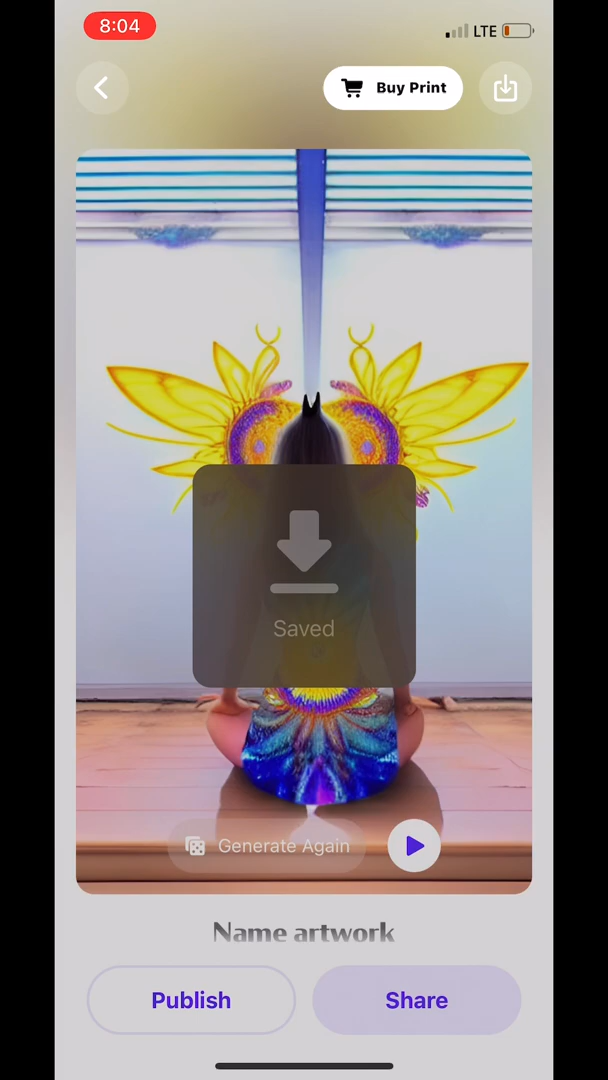 8:04
LTE
Buy Print
Saved
Generate Again
Name artwork
Publish
Share